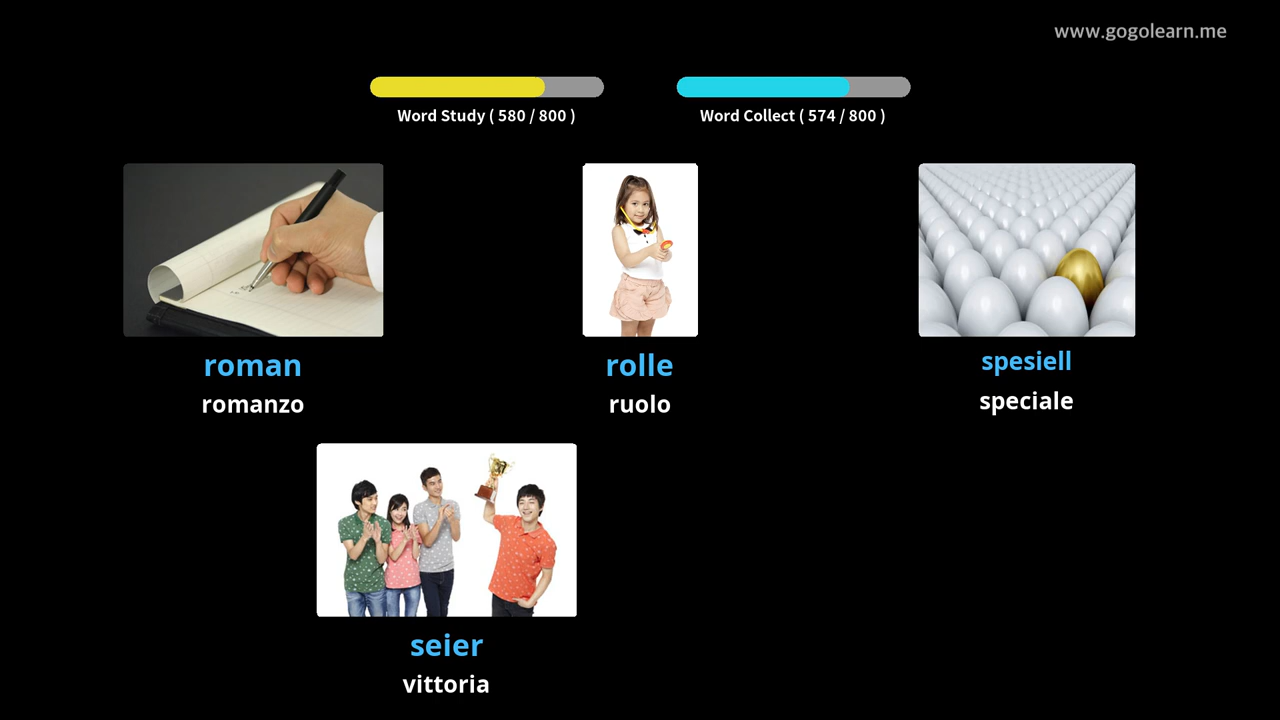 www.gogolearn.me
Word Study ( 580 / 800 )
Word Collect ( 574 / 800 )
roman
romanzo
rolle
ruolo
spesiell
speciale
seier
vittoria